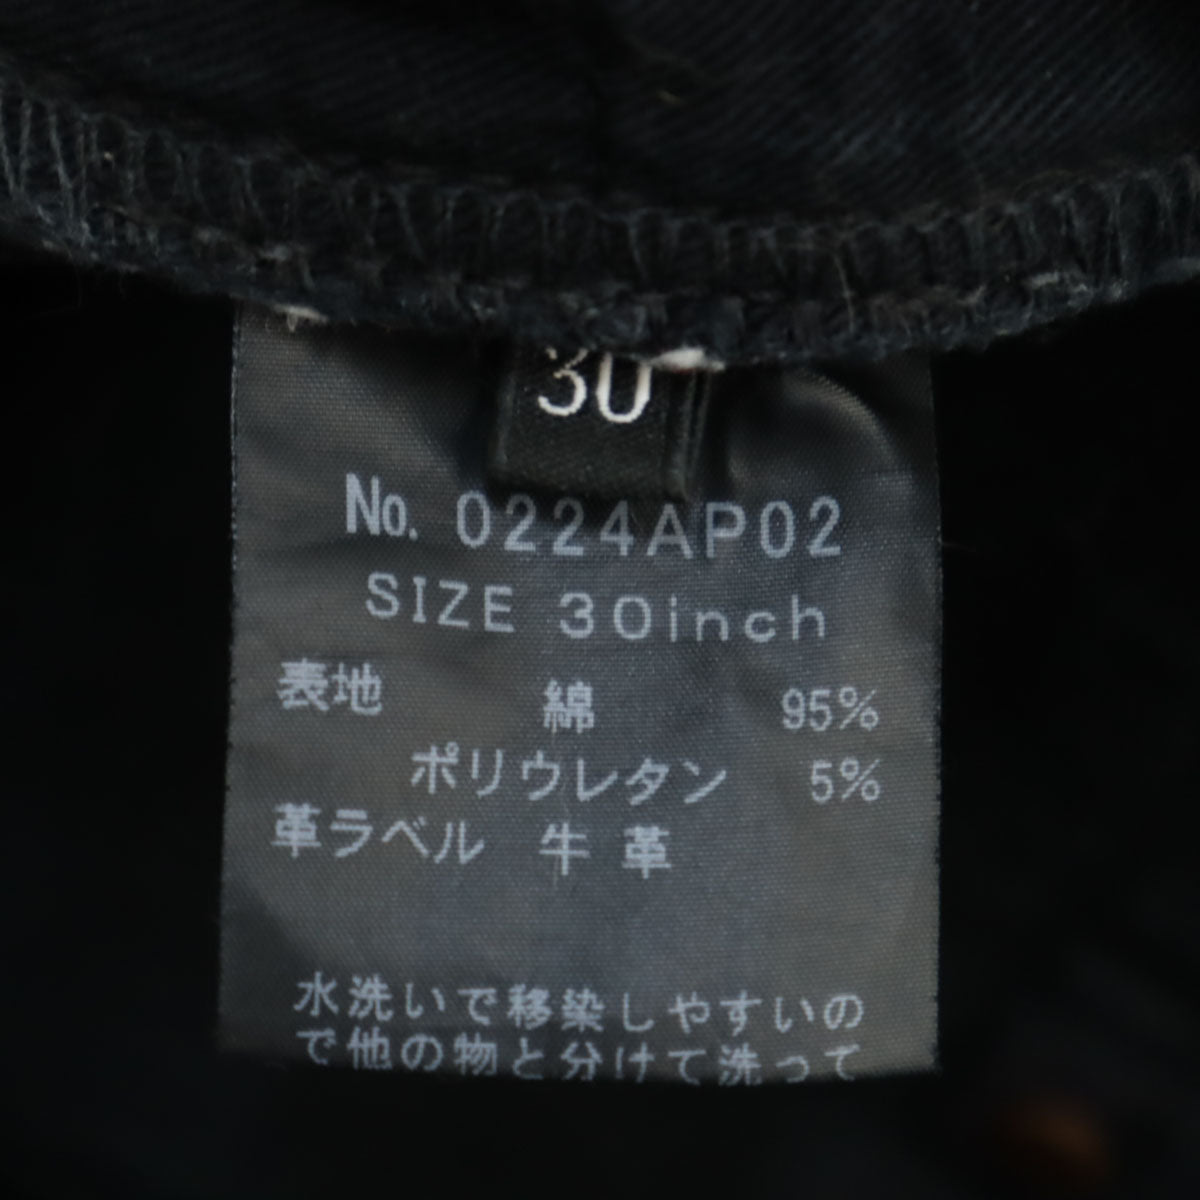 30
No. 0224AP02
SIZE 30inch
表地 綿 95%
ポリウレタン 5%
革ラベル 牛革
水洗いで移染しやすいの
で他の物と分けて洗って